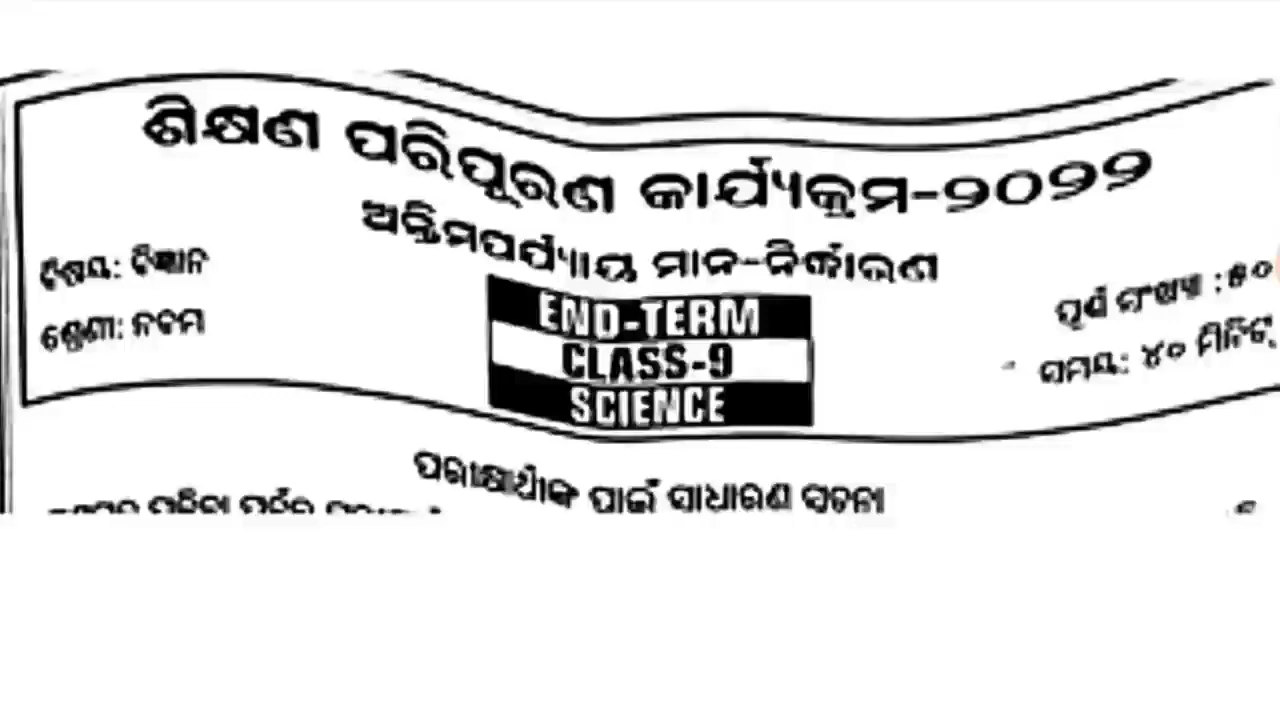 ଶିକ୍ଷଣ ପରିପୂରଣ କାର୍ଯ୍ୟକ୍ରମ-୨୦୨୨
ଅନ୍ତିମପର୍ଯ୍ୟାୟ ମାନ-ନିର୍ଦ୍ଧାରଣ
ବିଷୟ: ବିଜ୍ଞାନ
ଶ୍ରେଣୀ: ନବମ
END-TERM
CLASS-9
SCIENCE
ପୂର୍ଣ୍ଣ ସଂଖ୍ୟା :
ସମୟ: ୪୦ ମିନିଟ୍
ପରୀକ୍ଷାର୍ଥୀଙ୍କ ପାଇଁ ସାଧାରଣ ସୂଚନା